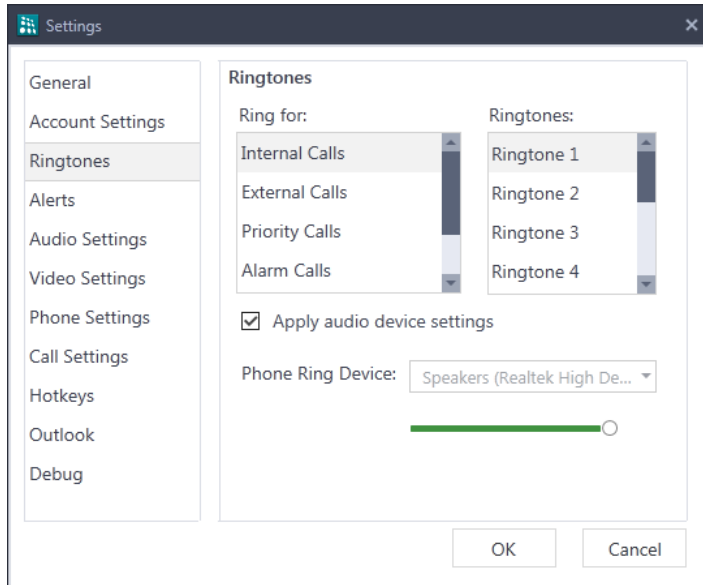 Settings
General
Account Settings
Ringtones
Alerts
Audio Settings
Video Settings
Phone Settings
Call Settings
Hotkeys
Outlook
Debug
Ringtones
Ring for:
Internal Calls
External Calls
Priority Calls
Alarm Calls
Ringtones:
Ringtone 1
Ringtone 2
Ringtone 3
Ringtone 4
Apply audio device settings
Phone Ring Device: Speakers (Realtek High De...
OK Cancel